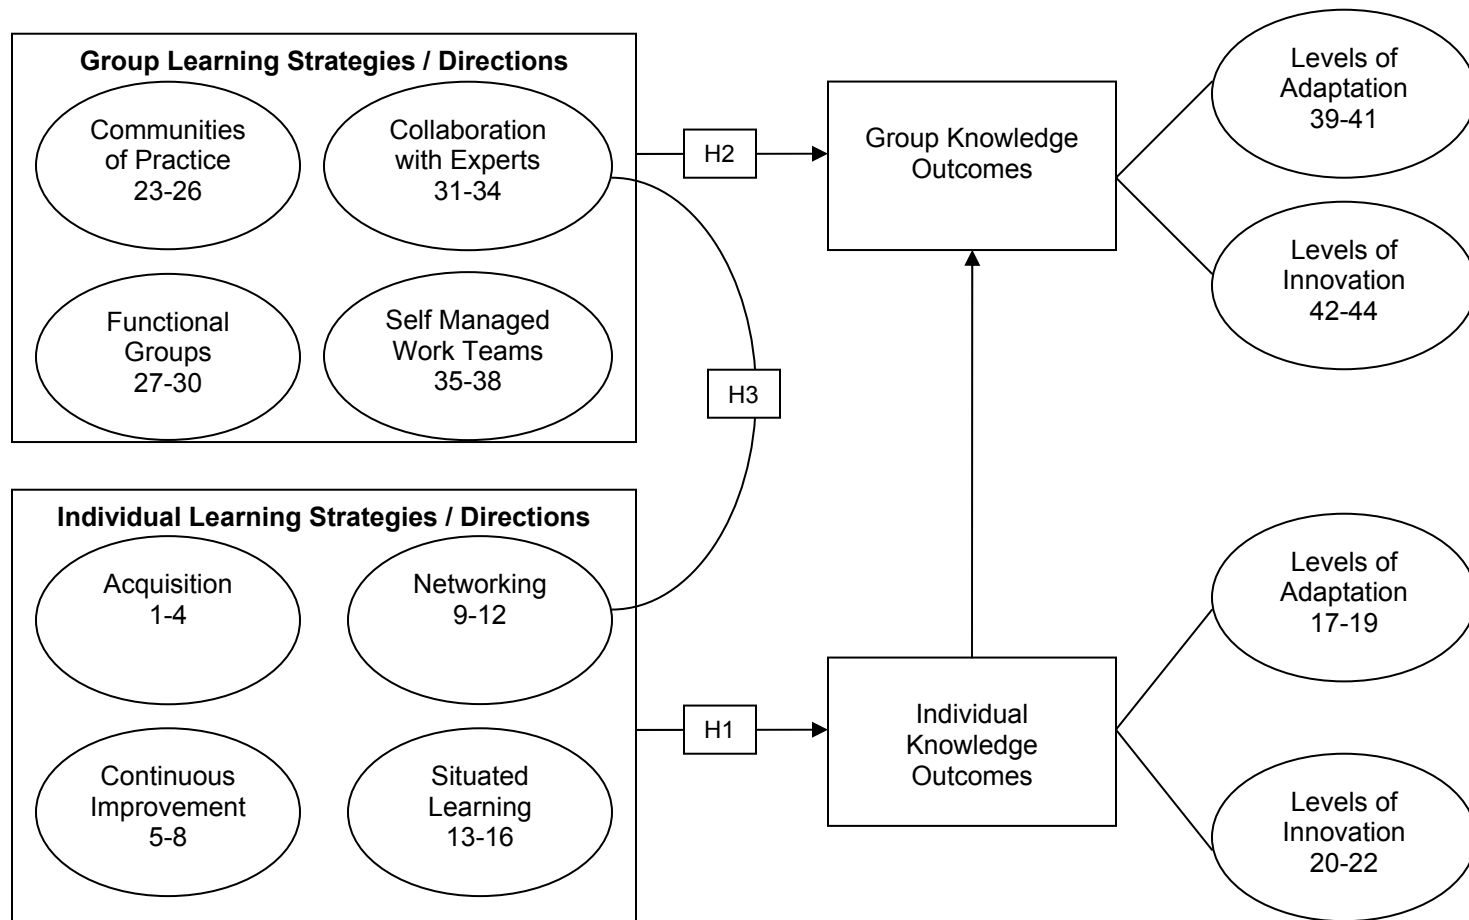 Group Learning Strategies / Directions
Communities
of Practice
23-26
Collaboration
with Experts
31-34
Functional
Groups
27-30
Self Managed
Work Teams
35-38
H2
Group Knowledge
Outcomes
Levels of
Adaptation
39-41
Levels of
Innovation
42-44
H3
Individual Learning Strategies / Directions
Acquisition
1-4
Networking
9-12
Continuous
Improvement
5-8
Situated
Learning
13-16
H1
Individual
Knowledge
Outcomes
Levels of
Adaptation
17-19
Levels of
Innovation
20-22